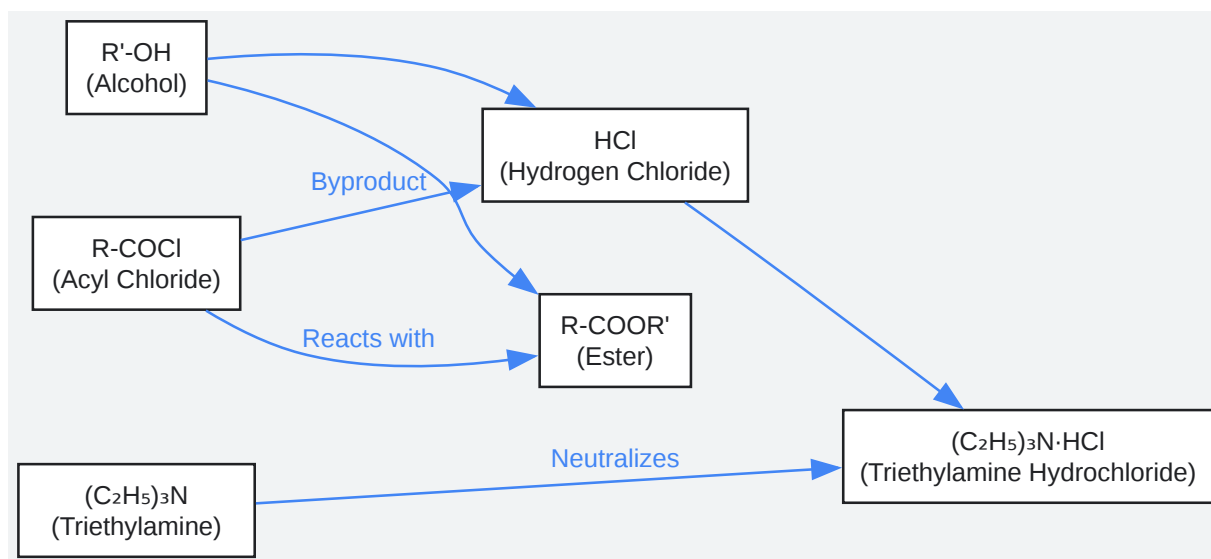 R'-OH
(Alcohol)
HCl
(Hydrogen Chloride)
Byproduct
R-COCl
(Acyl Chloride)
R-COOR'
(Ester)
Reacts with
(C₂H₅)₃N·HCl
(Triethylamine Hydrochloride)
Neutralizes
(C₂H₅)₃N
(Triethylamine)